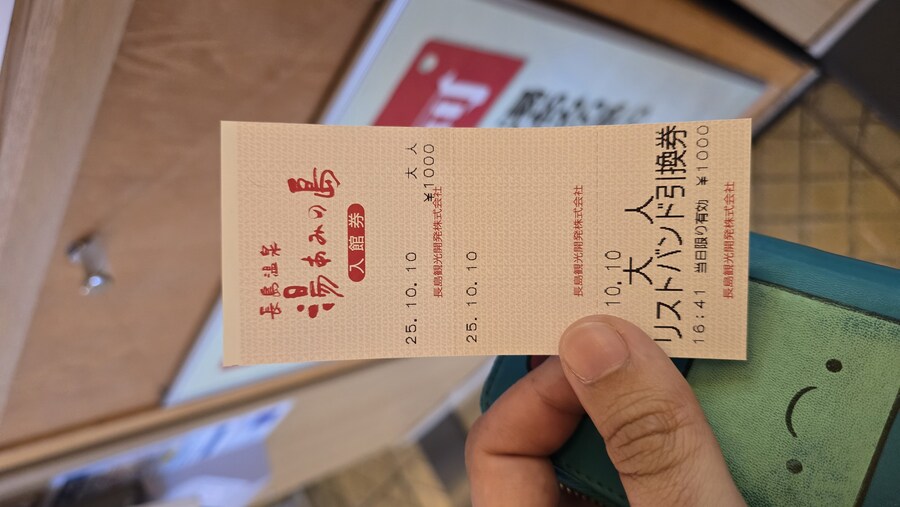 長島温泉
湯あみの島
入館券
大人
25.10.10 ¥1000
長島観光開発株式会社
25.10.10
長島観光開発株式会社
10.10
大人
リストバンド引換券
16:41 当日限り有効 ¥1000
長島観光開発株式会社